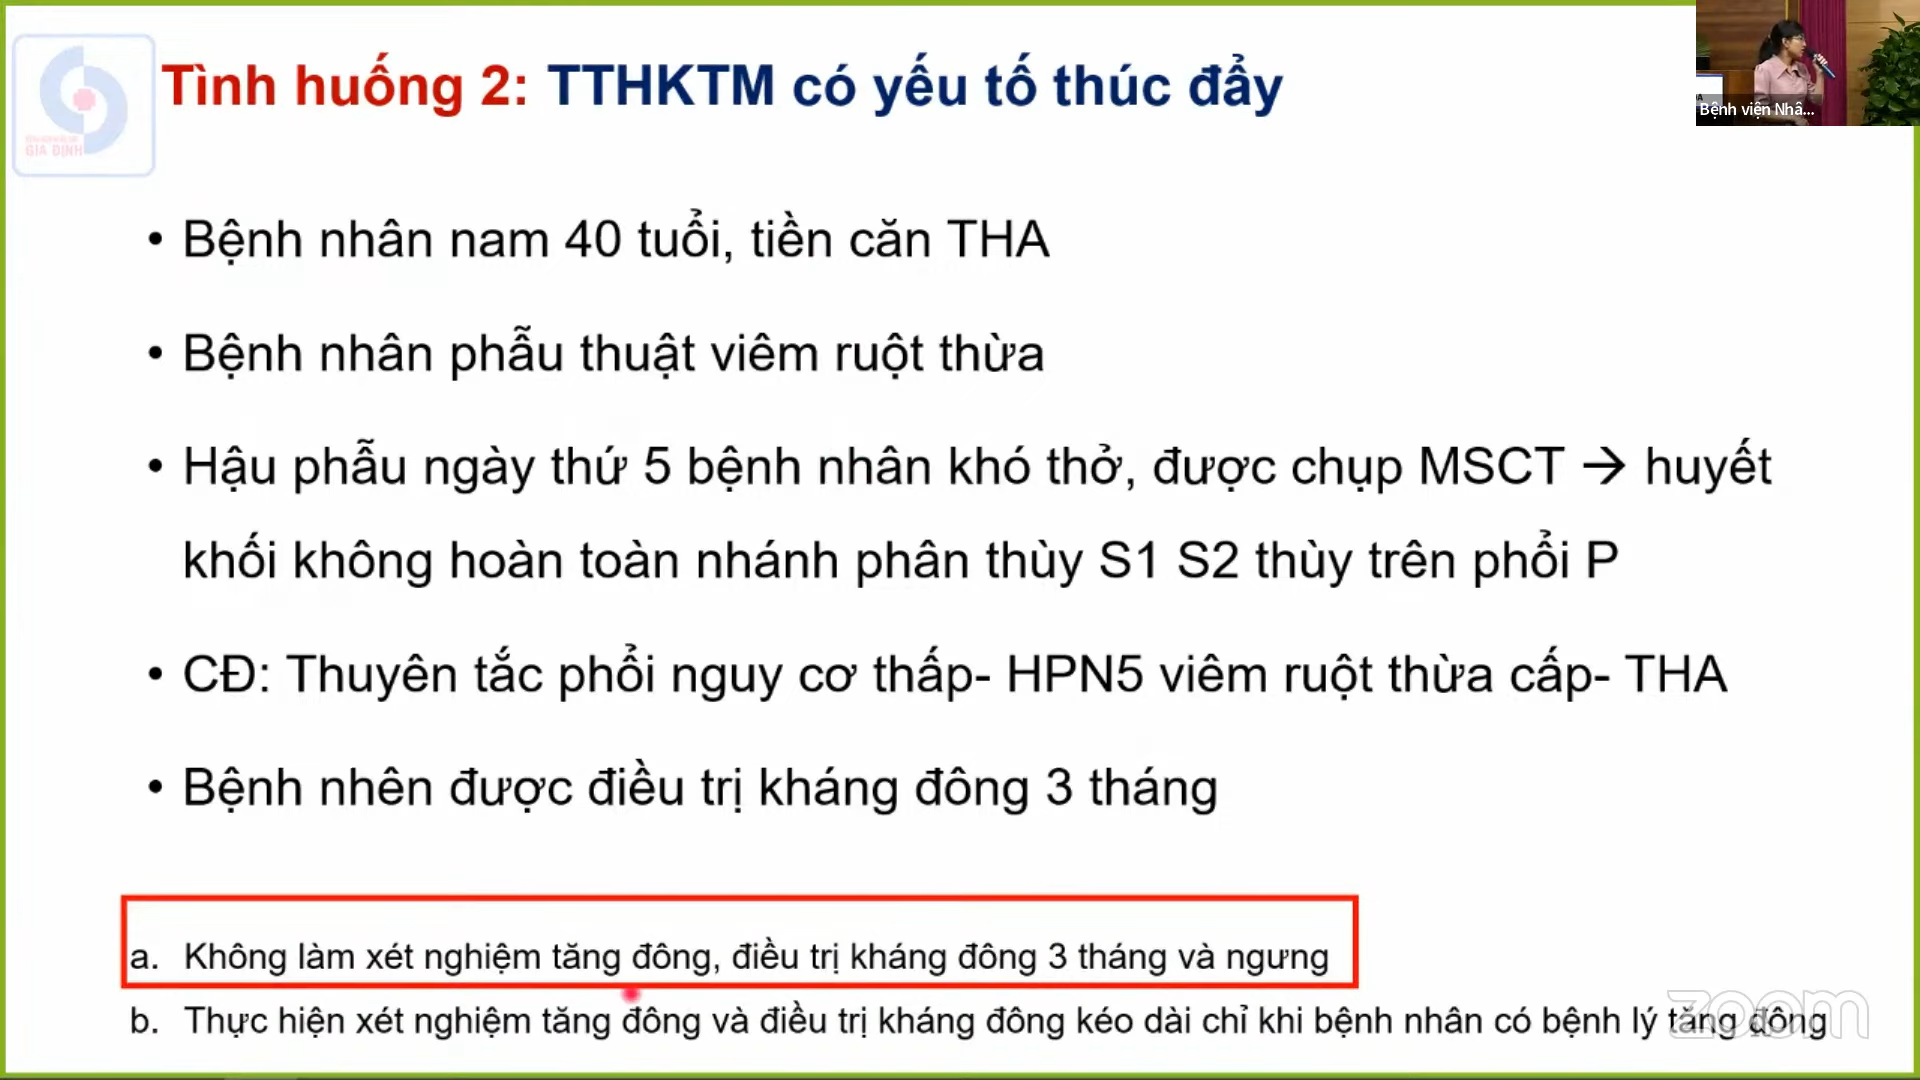 Tình huống 2: TTHKTM có yếu tố thúc đẩy
Bệnh viện Nhâ...
GIA ĐỊNH
• Bệnh nhân nam 40 tuổi, tiền căn THA
• Bệnh nhân phẫu thuật viêm ruột thừa
• Hậu phẫu ngày thứ 5 bệnh nhân khó thở, được chụp MSCT → huyết
khối không hoàn toàn nhánh phân thùy S1 S2 thùy trên phổi P
• CĐ: Thuyên tắc phổi nguy cơ thấp- HPN5 viêm ruột thừa cấp- THA
• Bệnh nhên được điều trị kháng đông 3 tháng
a. Không làm xét nghiệm tăng đông, điều trị kháng đông 3 tháng và ngưng
b. Thực hiện xét nghiệm tăng đông và điều trị kháng đông kéo dài chỉ khi bệnh nhân có bệnh lý tăng đông
zoom